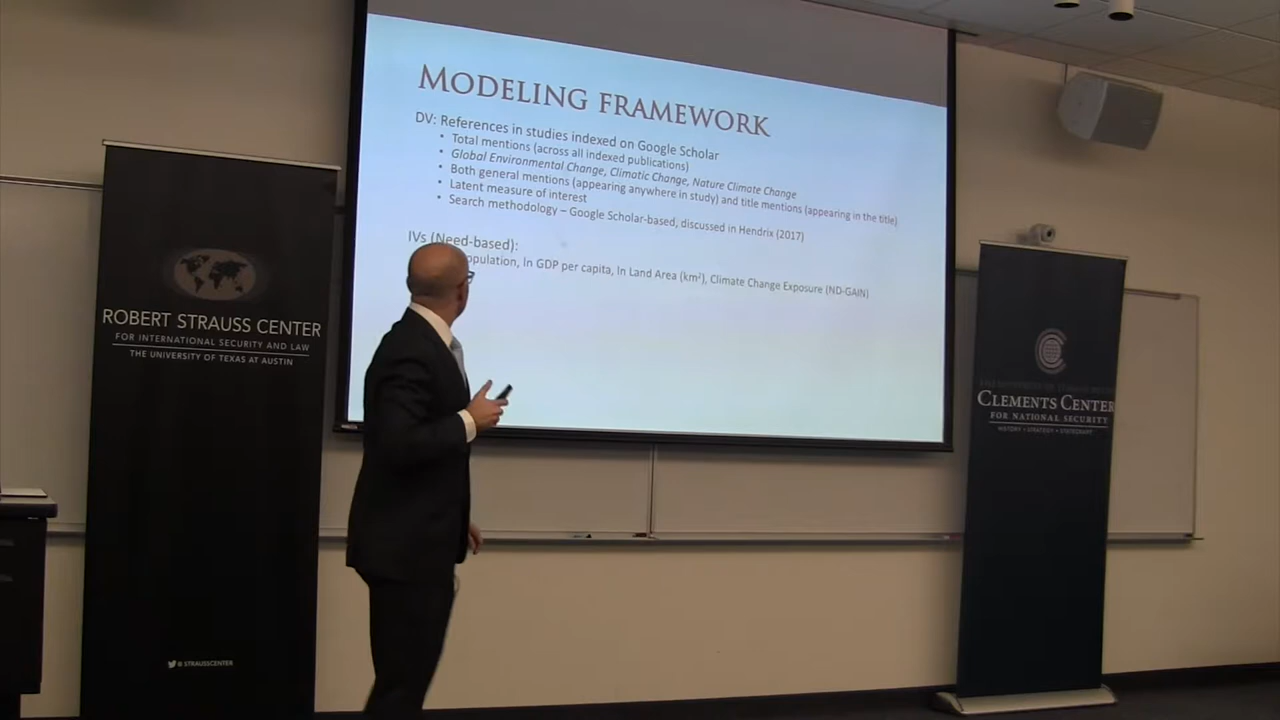 MODELING FRAMEWORK
DV: References in studies indexed on Google Scholar
• Total mentions (across all indexed publications)
• Global Environmental Change, Climatic Change, Nature Climate Change
• Both general mentions (appearing anywhere in study) and title mentions (appearing in the title)
• Latent measure of interest
• Search methodology – Google Scholar-based, discussed in Hendrix (2017)
IVs (Need-based):
ln GDP per capita, ln Land Area (km²), Climate Change Exposure (ND-GAIN)
ROBERT STRAUSS CENTER
FOR INTERNATIONAL SECURITY AND LAW
THE UNIVERSITY OF TEXAS AT AUSTIN
@STRAUSSCENTER
CLEMENTS CENTER
FOR NATIONAL SECURITY
HISTORY • STRATEGY • STATECRAFT